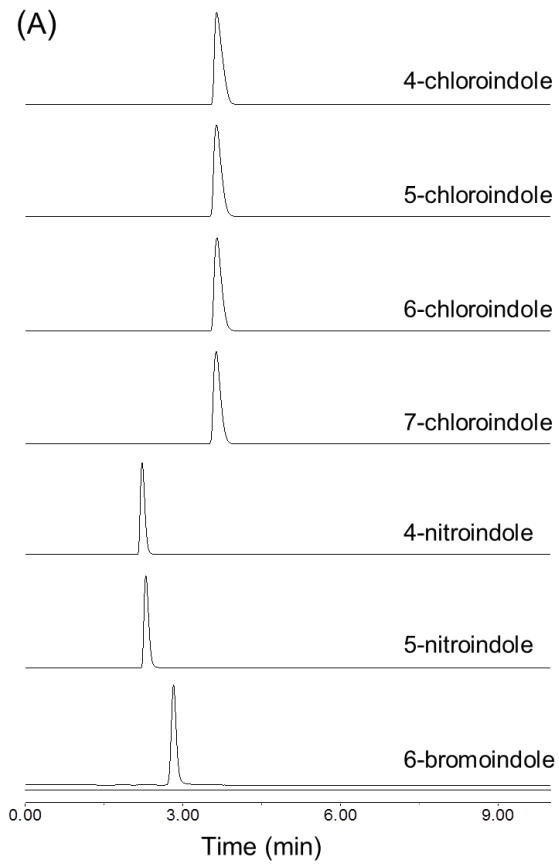 (A)
4-chloroindole
5-chloroindole
6-chloroindole
7-chloroindole
4-nitroindole
5-nitroindole
6-bromoindole
0.00 3.00 6.00 9.00
Time (min)